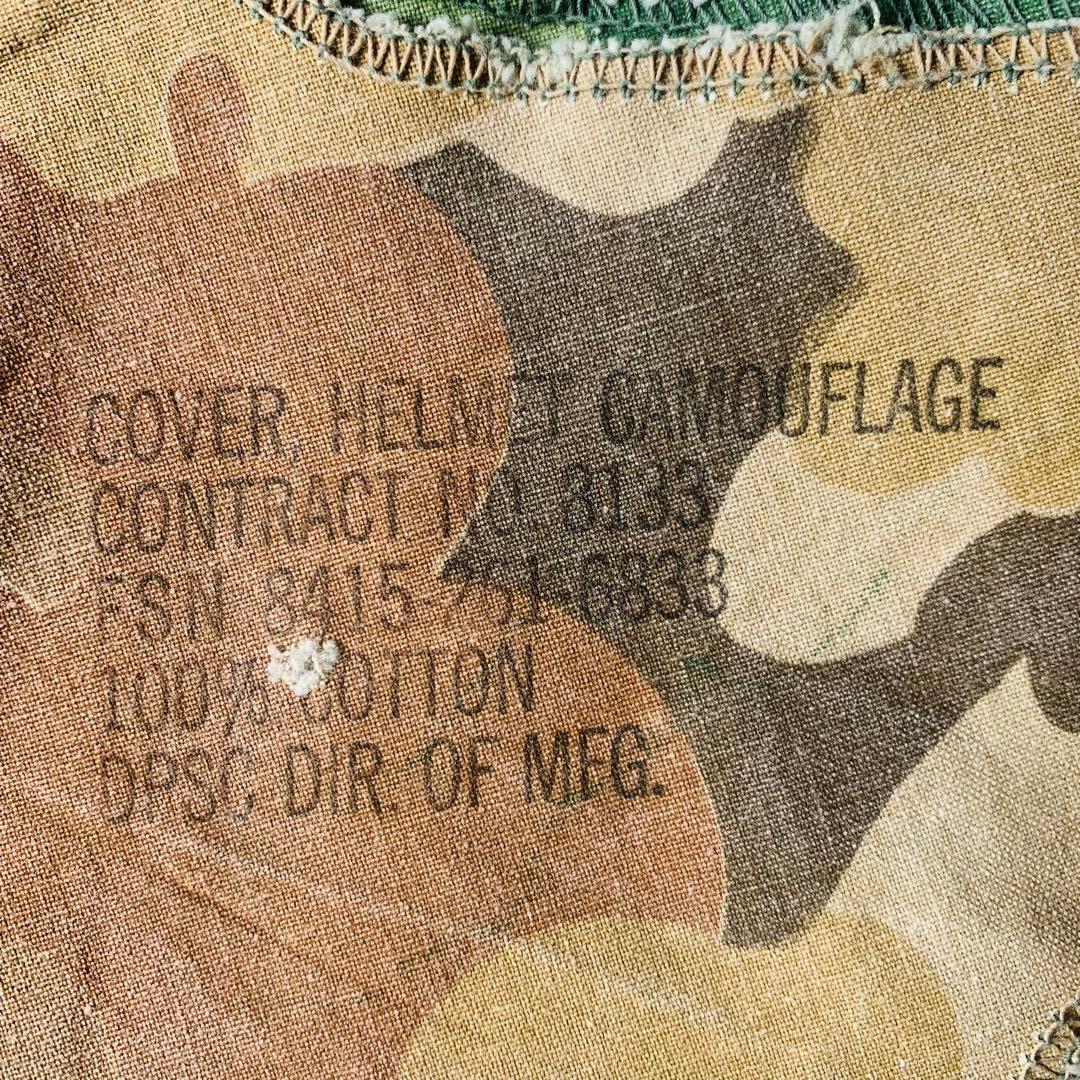 COVER, HELMET CAMOUFLAGE
CONTRACT NO. 3133
FSN 8415-261-6833
100% COTTON
DPSC DIR. OF MFG.